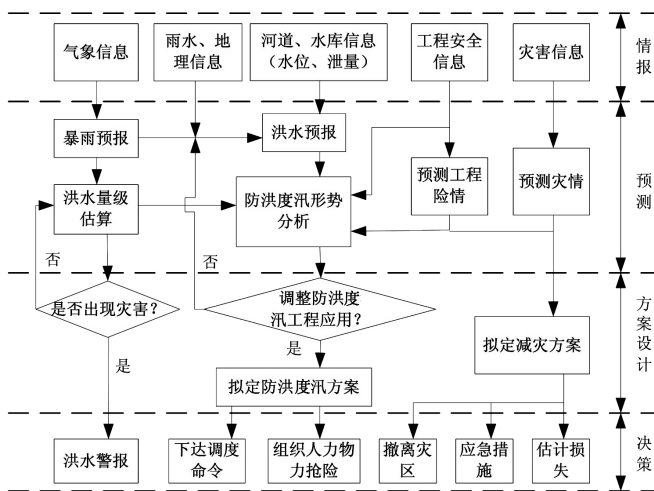 气象信息
雨水、地
理信息
河道、水库信息
（水位、泄量）
工程安全
信息
灾害信息
情报
暴雨预报
洪水预报
预测工程
险情
预测灾情
预测
洪水量级
估算
防洪度汛形势
分析
否
否
是否出现灾害？
调整防洪度
汛工程应用？
方案设计
拟定减灾方案
是
是
拟定防洪度汛方案
洪水警报
下达调度
命令
组织人力物
力抢险
撤离灾
区
应急措
施
估计损
失
决策